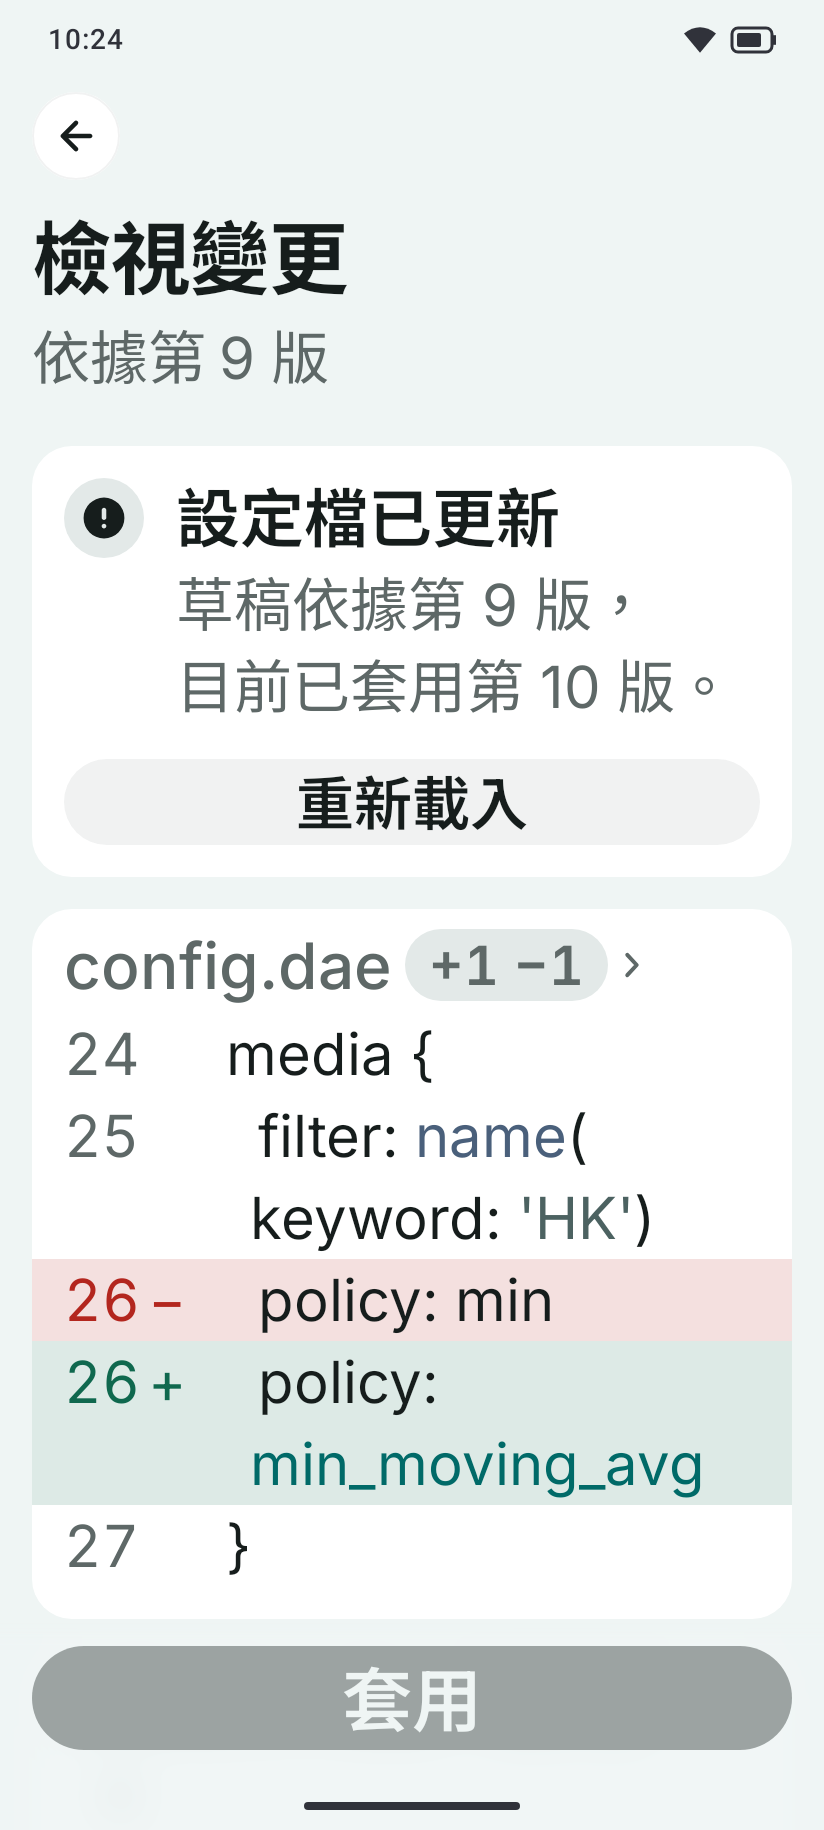 10:24
檢視變更
依據第 9 版
設定檔已更新
草稿依據第 9 版，
目前已套用第 10 版。
重新載入
config.dae +1 −1
24 media {
25 filter: name(
keyword: 'HK')
26 − policy: min
26 + policy:
min_moving_avg
27 }
套用